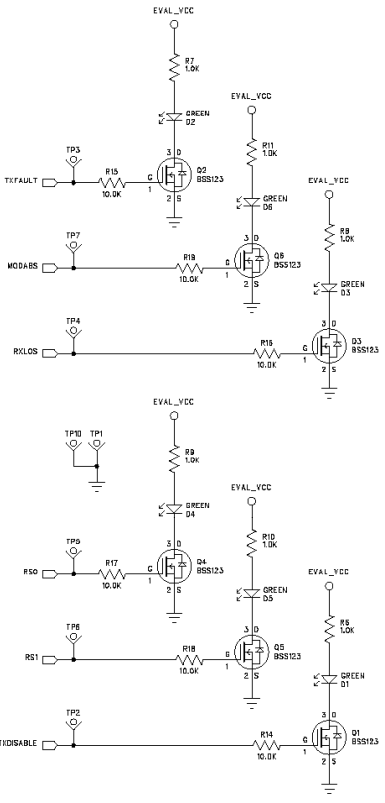 EVAL_VCC
R7
1.0K
GREEN
D2
TP3
TXFAULT
R15
10.0K
G
1
3 D
2 S
Q2
BSS123
EVAL_VCC
R11
1.0K
GREEN
D6
TP7
MODABS
R19
10.0K
G
1
3 D
2 S
Q6
BSS123
EVAL_VCC
R8
1.0K
GREEN
D3
TP4
RXLOS
R16
10.0K
G
1
3 D
2 S
Q3
BSS123
EVAL_VCC
R9
1.0K
GREEN
D4
TP10 TP1
TP5
RS0
R17
10.0K
G
1
3 D
2 S
Q4
BSS123
EVAL_VCC
R10
1.0K
GREEN
D5
TP6
RS1
R18
10.0K
G
1
3 D
2 S
Q5
BSS123
EVAL_VCC
R6
1.0K
GREEN
D1
TP2
TXDISABLE
R14
10.0K
G
1
3 D
2 S
Q1
BSS123